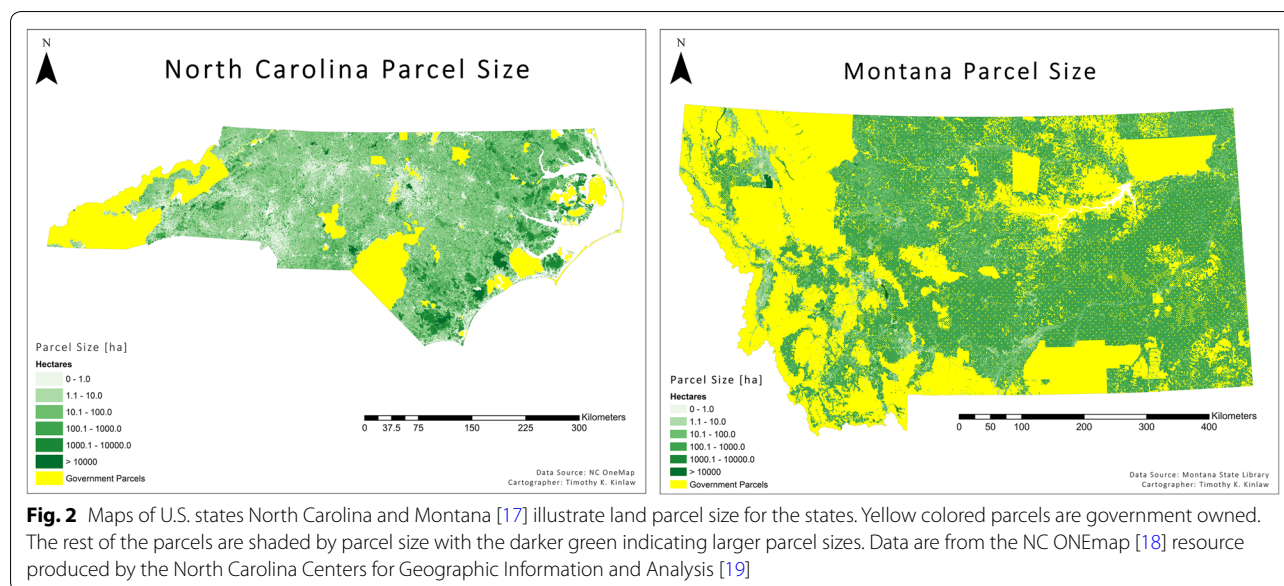 N
North Carolina Parcel Size
Parcel Size [ha]
Hectares
0 - 1.0
1.1 - 10.0
10.1 - 100.0
100.1 - 1000.0
1000.1 - 10000.0
> 10000
Government Parcels
Kilometers
0 37.5 75 150 225 300
Data Source: NC OneMap
Cartographer: Timothy K. Kinlaw
N
Montana Parcel Size
Parcel Size [ha]
Hectares
0 - 1.0
1.1 - 10.0
10.1 - 100.0
100.1 - 1000.0
1000.1 - 10000.0
> 10000
Government Parcels
Kilometers
0 50 100 200 300 400
Data Source: Montana State Library
Cartographer: Timothy K. Kinlaw
Fig. 2 Maps of U.S. states North Carolina and Montana [17] illustrate land parcel size for the states. Yellow colored parcels are government owned.
The rest of the parcels are shaded by parcel size with the darker green indicating larger parcel sizes. Data are from the NC ONEmap [18] resource
produced by the North Carolina Centers for Geographic Information and Analysis [19]